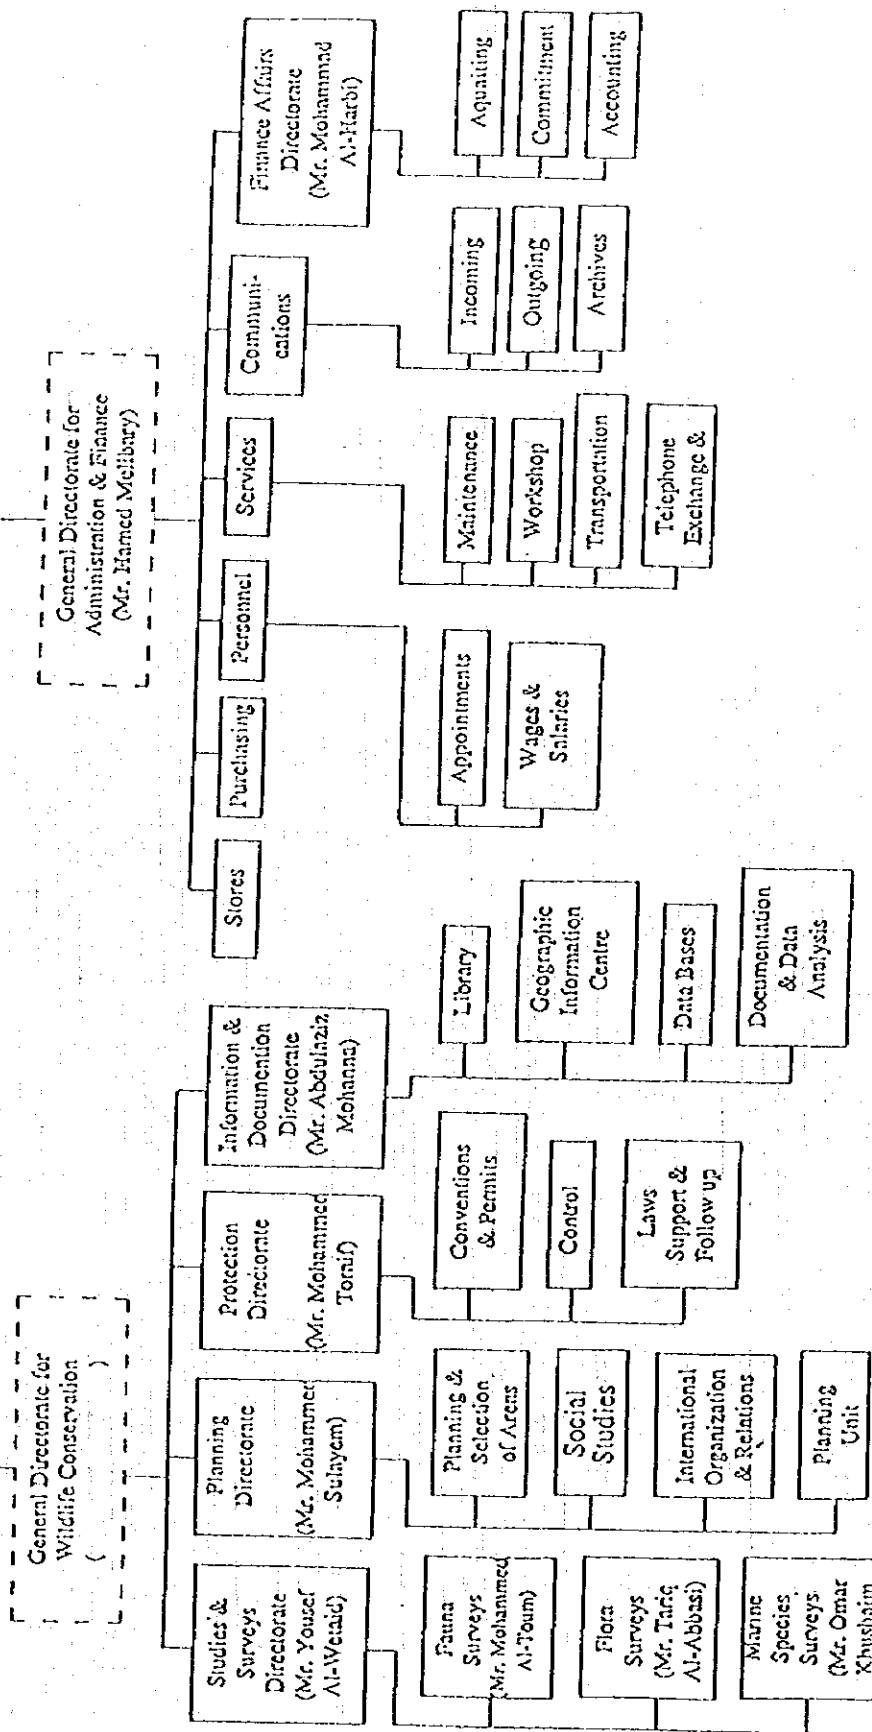 General Directorate for
Wildlife Conservation
(          )
Studies &
Surveys
Directorate
(Mr. Yousef
Al-Wetaid)
Fauna
Surveys
(Mr. Mohammed
Al-Toum)
Flora
Surveys
(Mr. Tariq
Al-Abbasi)
Marine
Species
Surveys
(Mr. Omar
Khushaim
Planning
Directorate
(Mr. Mohammed
Sulayem)
Planning &
Selection
of Areas
Social
Studies
International
Organization
& Relations
Planning
Unit
Protection
Directorate
(Mr. Mohammed
Toraif)
Conventions
& Permits
Control
Laws
Support &
Follow up
Information &
Documention
Directorate
(Mr. Abdulaziz
Mohanna)
Library
Geographic
Information
Centre
Data Bases
Documentation
& Data
Analysis
General Directorate for
Administration & Finance
(Mr. Hamed Melibary)
Stores
Purchasing
Personnel
Appointments
Wages &
Salaries
Services
Maintenance
Workshop
Transportation
Telephone
Exchange &
Communi-
cations
Incoming
Outgoing
Archives
Finance Affairs
Directorate
(Mr. Mohammad
Al-Harbi)
Aquaiting
Commitment
Accounting